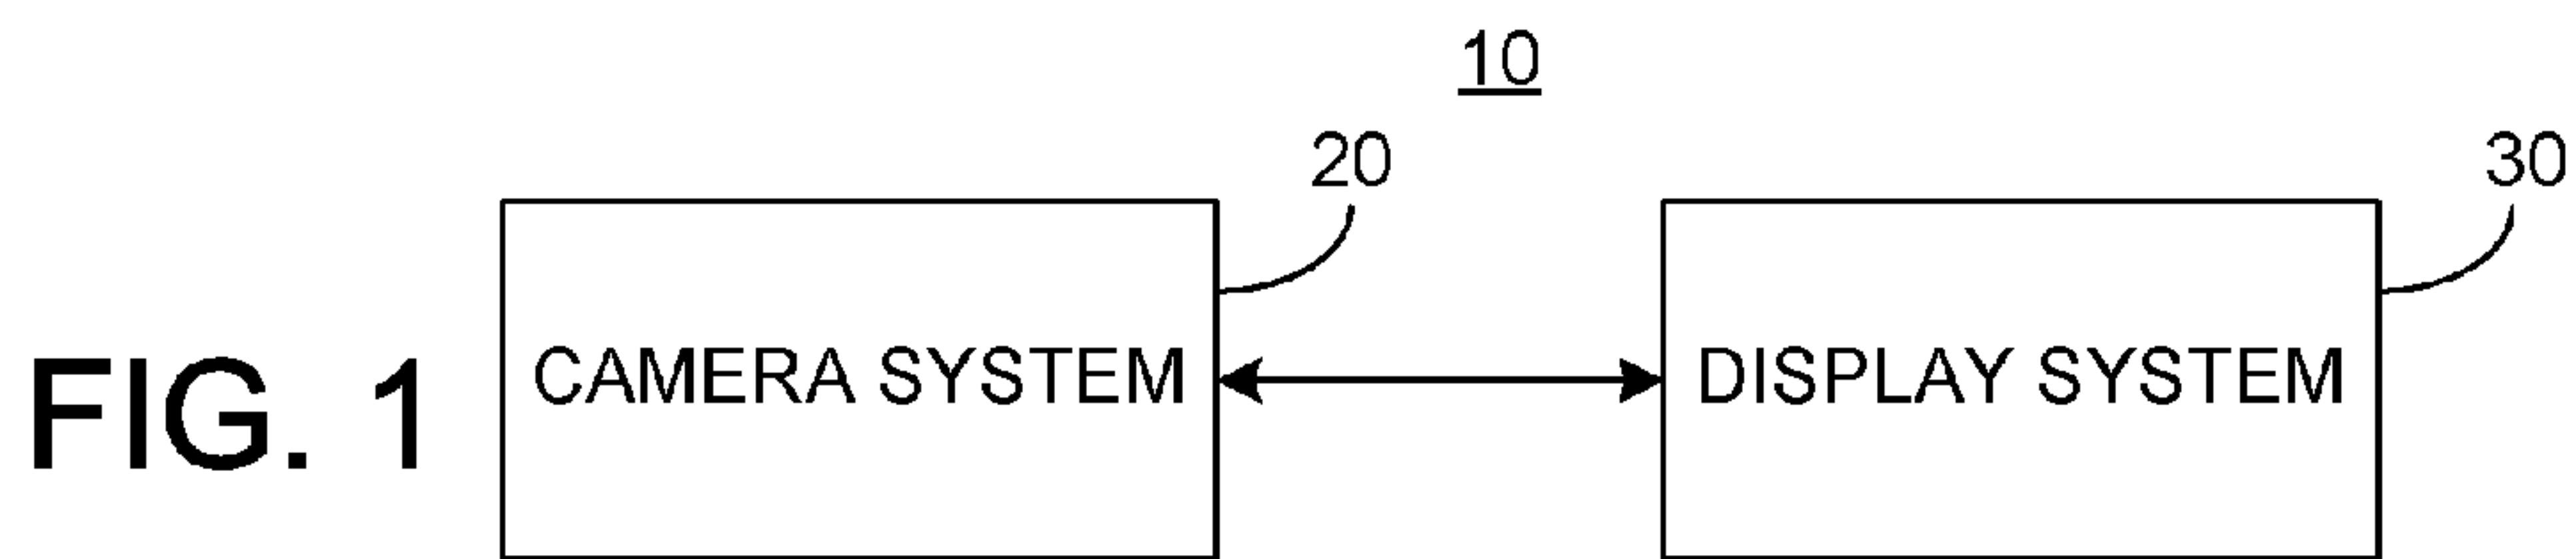 10
20
30
FIG. 1
CAMERA SYSTEM
DISPLAY SYSTEM